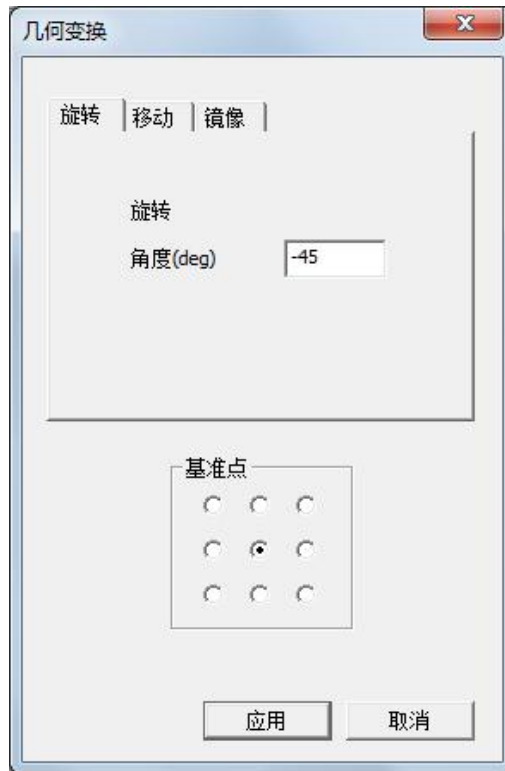 几何变换
旋转 移动 镜像
旋转
角度(deg) -45
基准点
应用 取消